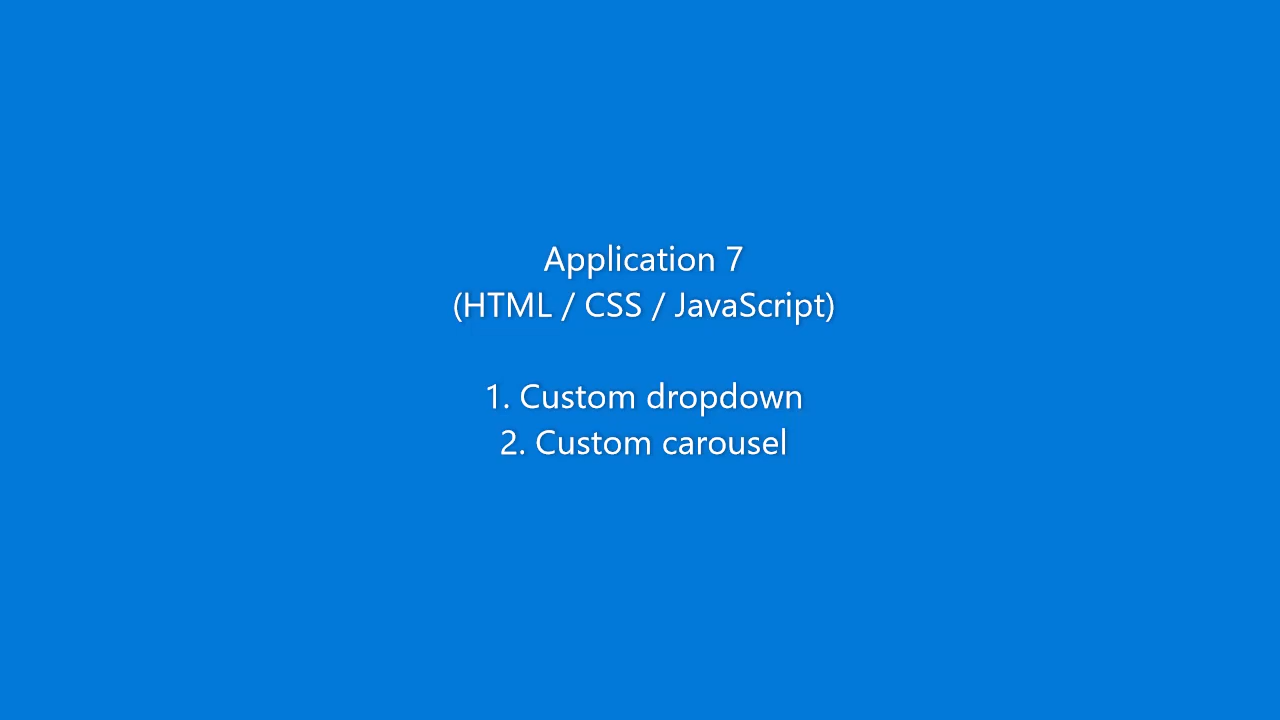 Application 7
(HTML / CSS / JavaScript)
1. Custom dropdown
2. Custom carousel